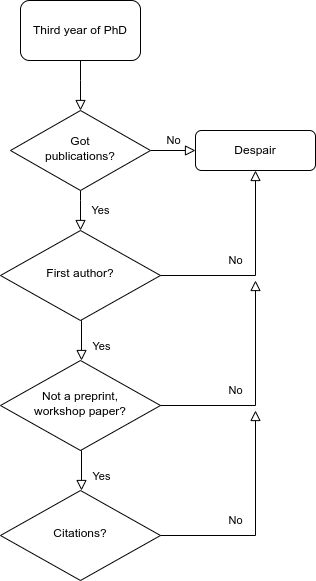 Third year of PhD
Got
publications?
No
Despair
Yes
First author?
No
Yes
Not a preprint,
workshop paper?
No
Yes
Citations?
No